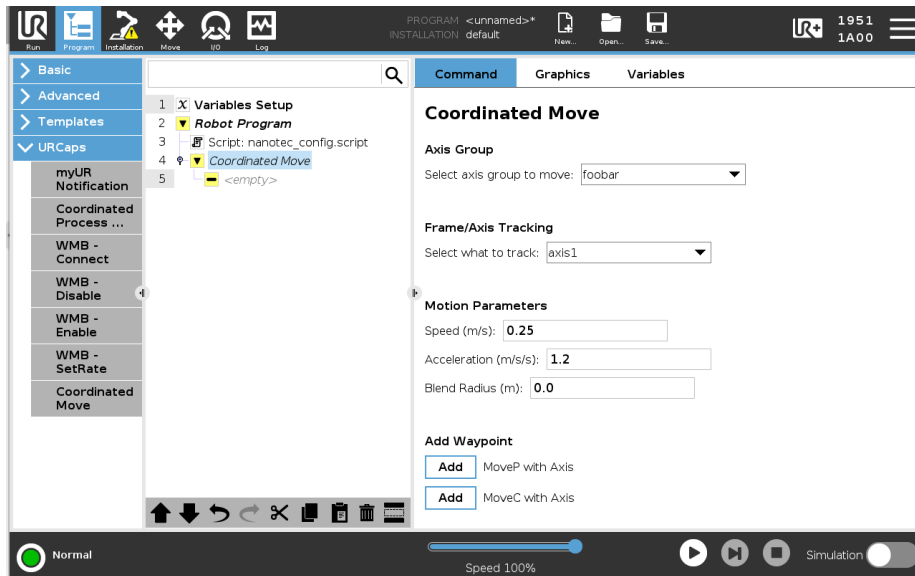 PROGRAM <unnamed>*
INSTALLATION default
1951
1A00
UR
UR+
Run
Program
Installation
Move
I/O
Log
New...
Open...
Save...
Basic
Advanced
Templates
URCaps
myUR
Notification
Coordinated
Process ...
WMB -
Connect
WMB -
Disable
WMB -
Enable
WMB -
SetRate
Coordinated
Move
1 X Variables Setup
2 Robot Program
3 Script: nanotec_config.script
4 Coordinated Move
5 <empty>
Command
Graphics
Variables
Coordinated Move
Axis Group
Select axis group to move: foobar
Frame/Axis Tracking
Select what to track: axis1
Motion Parameters
Speed (m/s): 0.25
Acceleration (m/s/s): 1.2
Blend Radius (m): 0.0
Add Waypoint
Add MoveP with Axis
Add MoveC with Axis
Normal
Speed 100%
Simulation